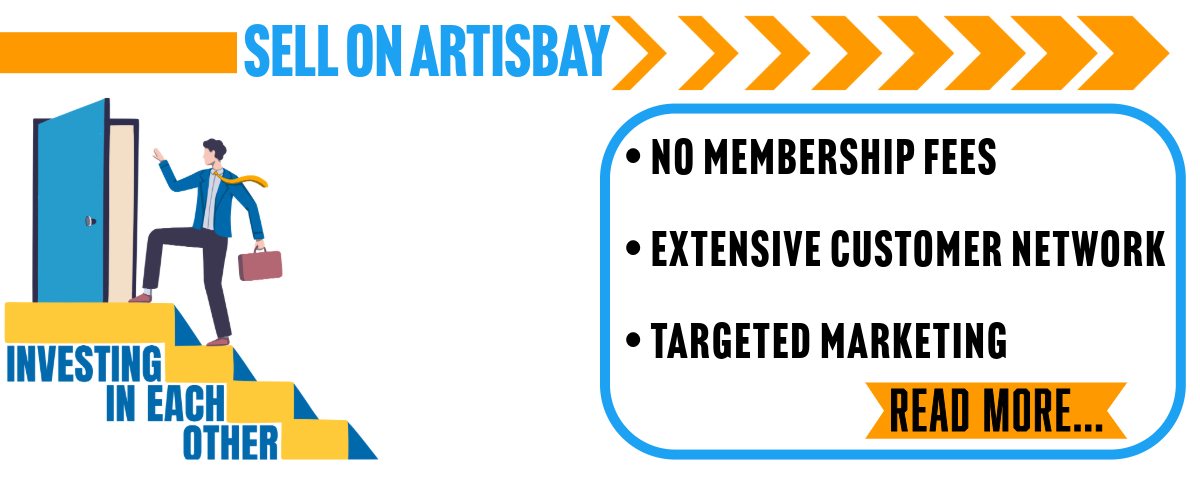 SELL ON ARTISBAY
• NO MEMBERSHIP FEES
• EXTENSIVE CUSTOMER NETWORK
• TARGETED MARKETING
READ MORE...
INVESTING
IN EACH
OTHER